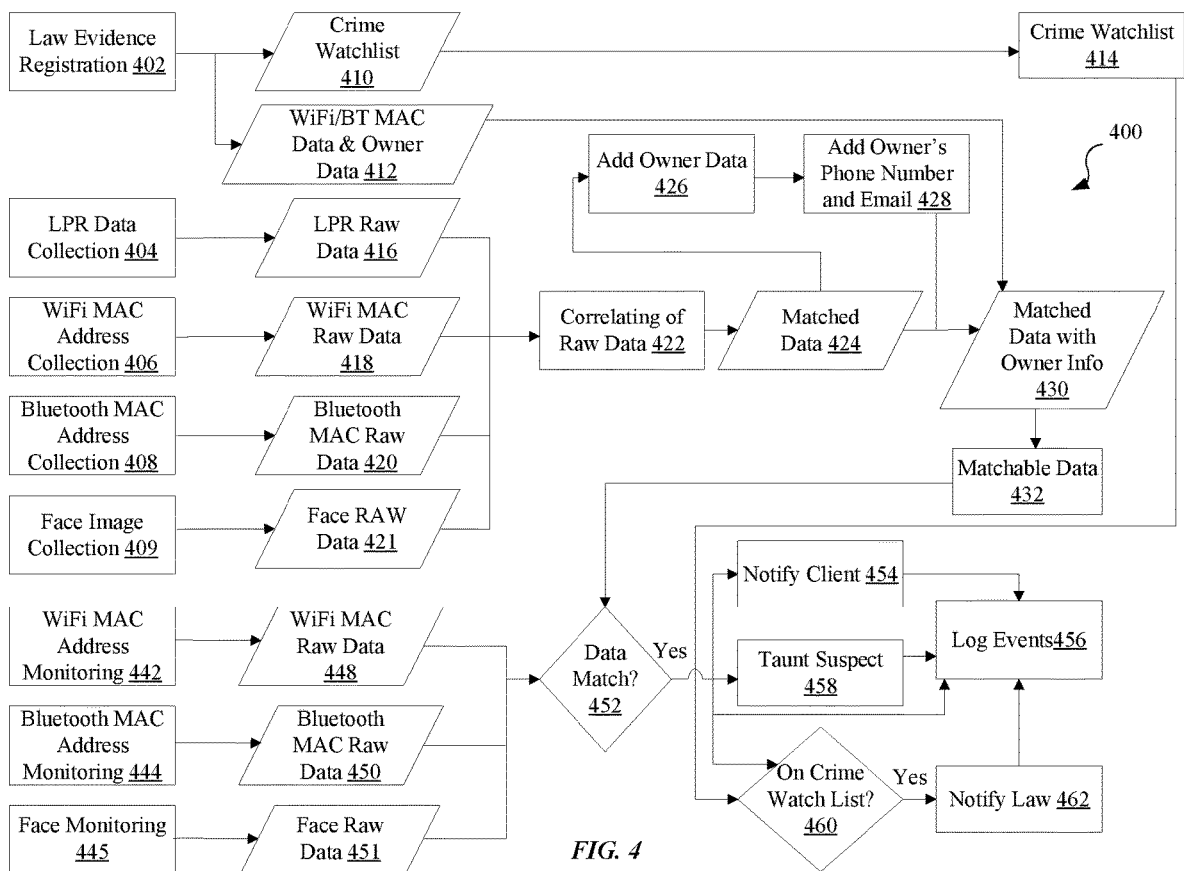 Law Evidence
Registration 402
Crime
Watchlist
410
Crime Watchlist
414
WiFi/BT MAC
Data & Owner
Data 412
400
Add Owner Data
426
Add Owner's
Phone Number
and Email 428
LPR Data
Collection 404
LPR Raw
Data 416
WiFi MAC
Address
Collection 406
WiFi MAC
Raw Data
418
Correlating of
Raw Data 422
Matched
Data 424
Matched
Data with
Owner Info
430
Bluetooth MAC
Address
Collection 408
Bluetooth
MAC Raw
Data 420
Matchable Data
432
Face Image
Collection 409
Face RAW
Data 421
Notify Client 454
WiFi MAC
Address
Monitoring 442
WiFi MAC
Raw Data
448
Data
Match?
452
Yes
Log Events456
Taunt Suspect
458
Bluetooth MAC
Address
Monitoring 444
Bluetooth
MAC Raw
Data 450
On Crime
Watch List?
460
Yes
Notify Law 462
Face Monitoring
445
Face Raw
Data 451
FIG. 4